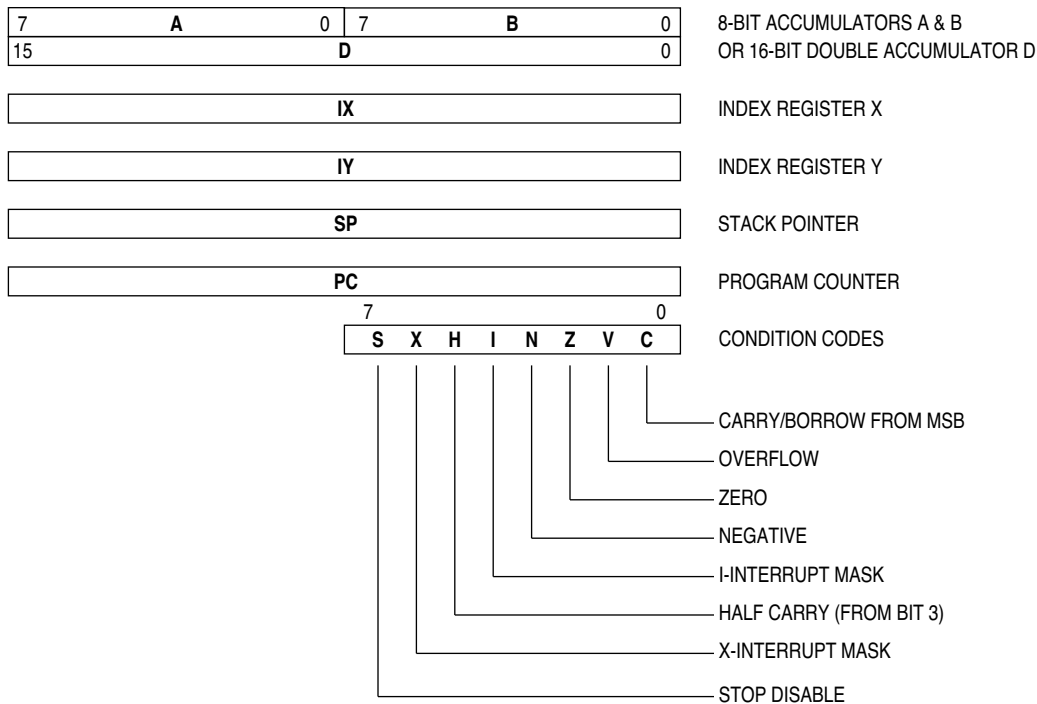 7 A 0 7 B 0 8-BIT ACCUMULATORS A & B
15 D 0 OR 16-BIT DOUBLE ACCUMULATOR D
IX INDEX REGISTER X
IY INDEX REGISTER Y
SP STACK POINTER
PC PROGRAM COUNTER
7 0
S X H I N Z V C CONDITION CODES
CARRY/BORROW FROM MSB
OVERFLOW
ZERO
NEGATIVE
I-INTERRUPT MASK
HALF CARRY (FROM BIT 3)
X-INTERRUPT MASK
STOP DISABLE